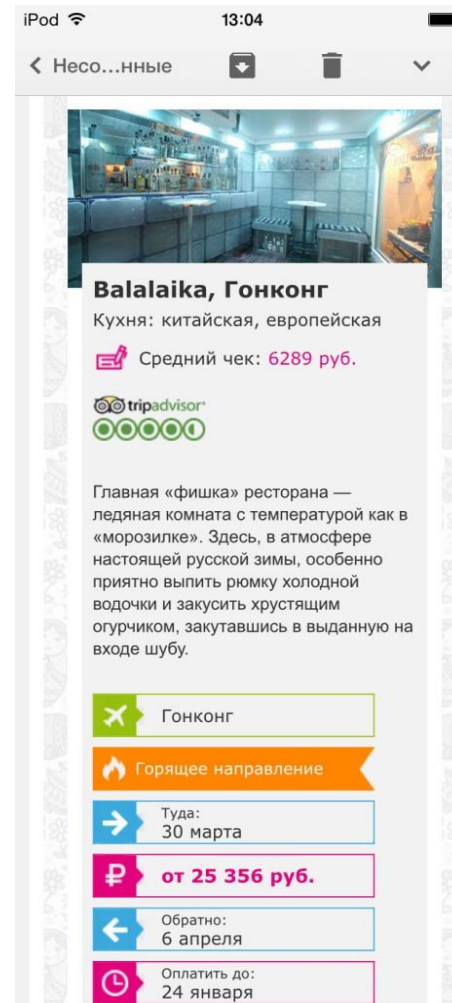 iPod 13:04
Несо...нные
Balalaika, Гонконг
Кухня: китайская, европейская
Средний чек: 6289 руб.
tripadvisor
Главная «фишка» ресторана —
ледяная комната с температурой как в
«морозилке». Здесь, в атмосфере
настоящей русской зимы, особенно
приятно выпить рюмку холодной
водочки и закусить хрустящим
огурчиком, закутавшись в выданную на
входе шубу.
Гонконг
Горящее направление
Туда:
30 марта
₽ от 25 356 руб.
Обратно:
6 апреля
Оплатить до:
24 января